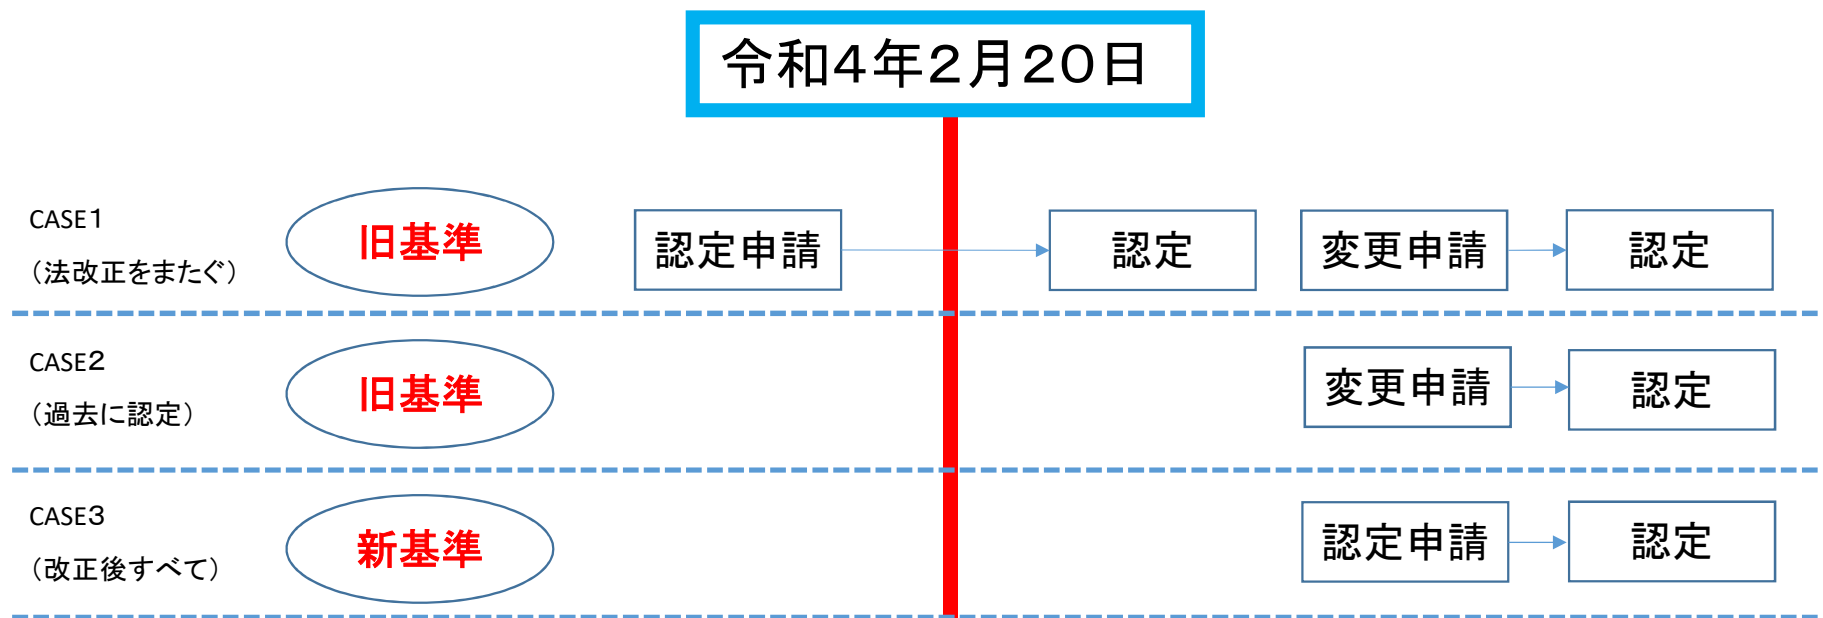 令和４年２月２０日
CASE１
（法改正をまたぐ）
旧基準
認定申請
認定
変更申請
認定
CASE２
（過去に認定）
旧基準
変更申請
認定
CASE３
（改正後すべて）
新基準
認定申請
認定